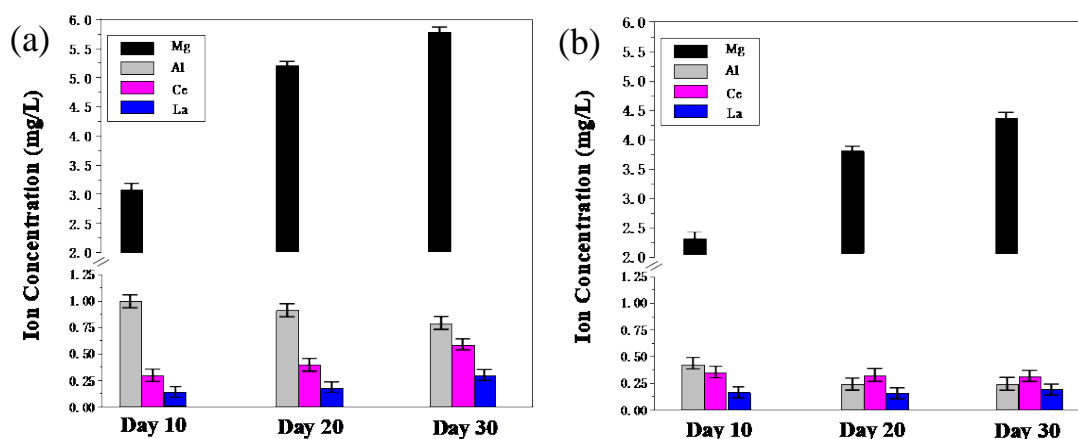 (a)
Ion Concentration (mg/L)
6. 0
5. 5
5. 0
4. 5
4. 0
3. 5
3. 0
2. 5
2. 0
1. 25
1. 00
0. 75
0. 50
0. 25
0. 00
Mg
Al
Ce
La
Day 10 Day 20 Day 30
(b)
Ion Concentration (mg/L)
6. 0
5. 5
5. 0
4. 5
4. 0
3. 5
3. 0
2. 5
2. 0
1. 25
1. 00
0. 75
0. 50
0. 25
0. 00
Mg
Al
Ce
La
Day 10 Day 20 Day 30